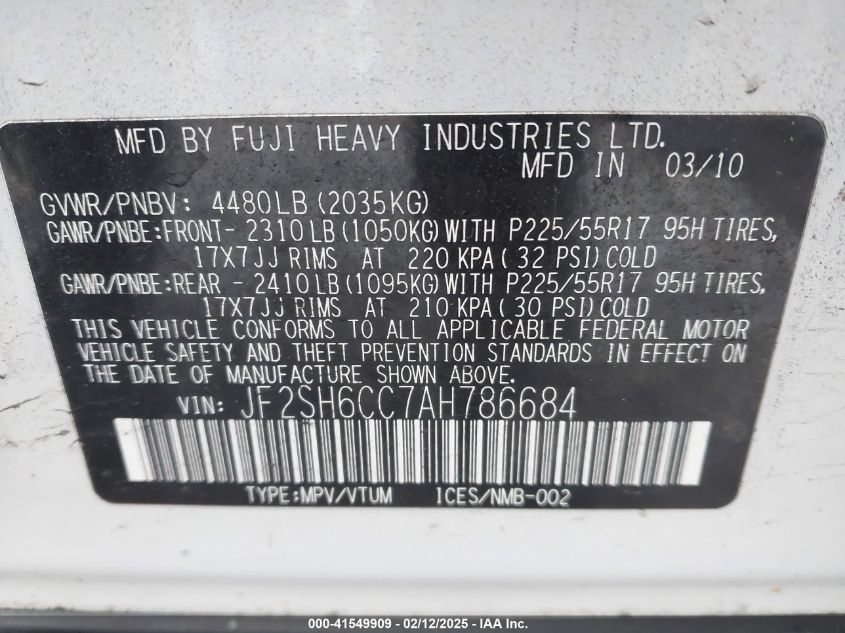 MFD BY FUJI HEAVY INDUSTRIES LTD.
MFD IN 03/10
GVWR/PNBV: 4480LB(2035KG)
GAWR/PNBE:FRONT- 2310LB(1050KG)WITH P225/55R17 95H TIRES,
17X7JJ RIMS AT 220 KPA(32 PSI)COLD
GAWR/PNBE:REAR - 2410LB(1095KG)WITH P225/55R17 95H TIRES,
17X7JJ RIMS AT 210 KPA(30 PSI)COLD
THIS VEHICLE CONFORMS TO ALL APPLICABLE FEDERAL MOTOR
VEHICLE SAFETY AND THEFT PREVENTION STANDARDS IN EFFECT ON
THE DATE OF MANUFACTURE SHOWN ABOVE.
VIN: JF2SH6CC7AH786684
TYPE:MPV/VTUM ICES/NMB-002
000-41549909 - 02/12/2025 - IAA Inc.